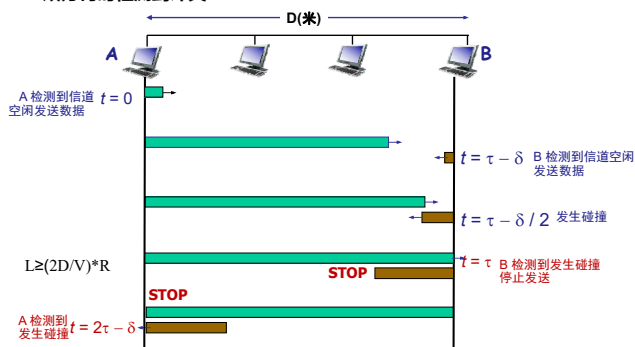 D(米)
A
B
A 检测到信道
空闲发送数据
t = 0
t = τ − δ
B 检测到信道空闲
发送数据
t = τ − δ / 2 发生碰撞
L≥(2D/V)*R
STOP
t = τ
B 检测到发生碰撞
停止发送
STOP
A 检测到
发生碰撞
t = 2τ − δ